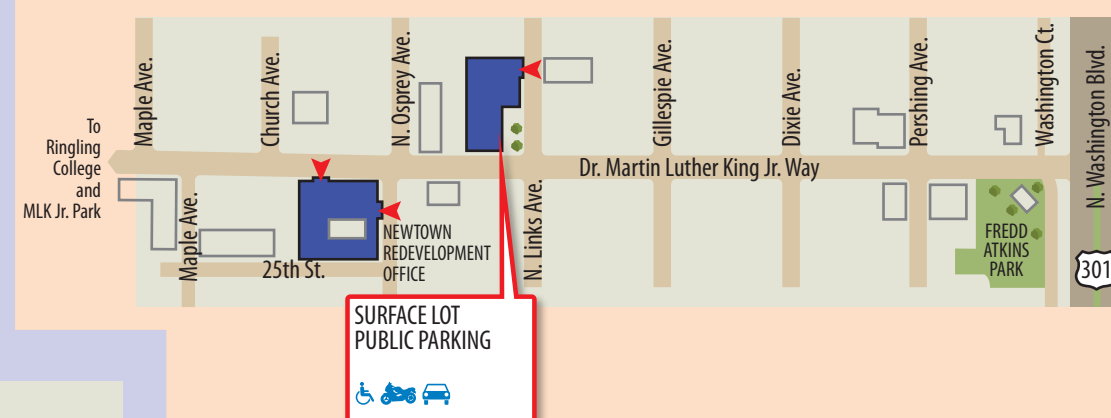 Maple Ave.
Church Ave.
N. Osprey Ave.
Gillespie Ave.
Dixie Ave.
Pershing Ave.
Washington Ct.
N. Washington Blvd.
To
Ringling
College
and
MLK Jr. Park
Dr. Martin Luther King Jr. Way
Maple Ave.
25th St.
NEWTOWN
REDEVELOPMENT
OFFICE
N. Links Ave.
FREDD
ATKINS
PARK
301
SURFACE LOT
PUBLIC PARKING